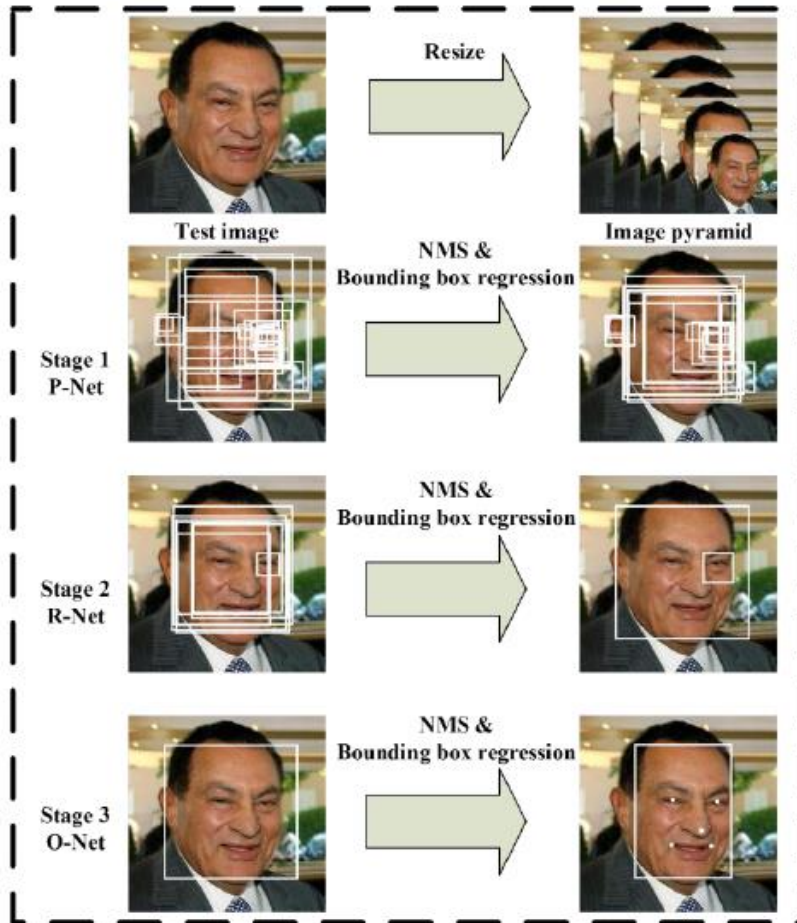 Resize
Test image
Image pyramid
NMS &
Bounding box regression
Stage 1
P-Net
NMS &
Bounding box regression
Stage 2
R-Net
NMS &
Bounding box regression
Stage 3
O-Net